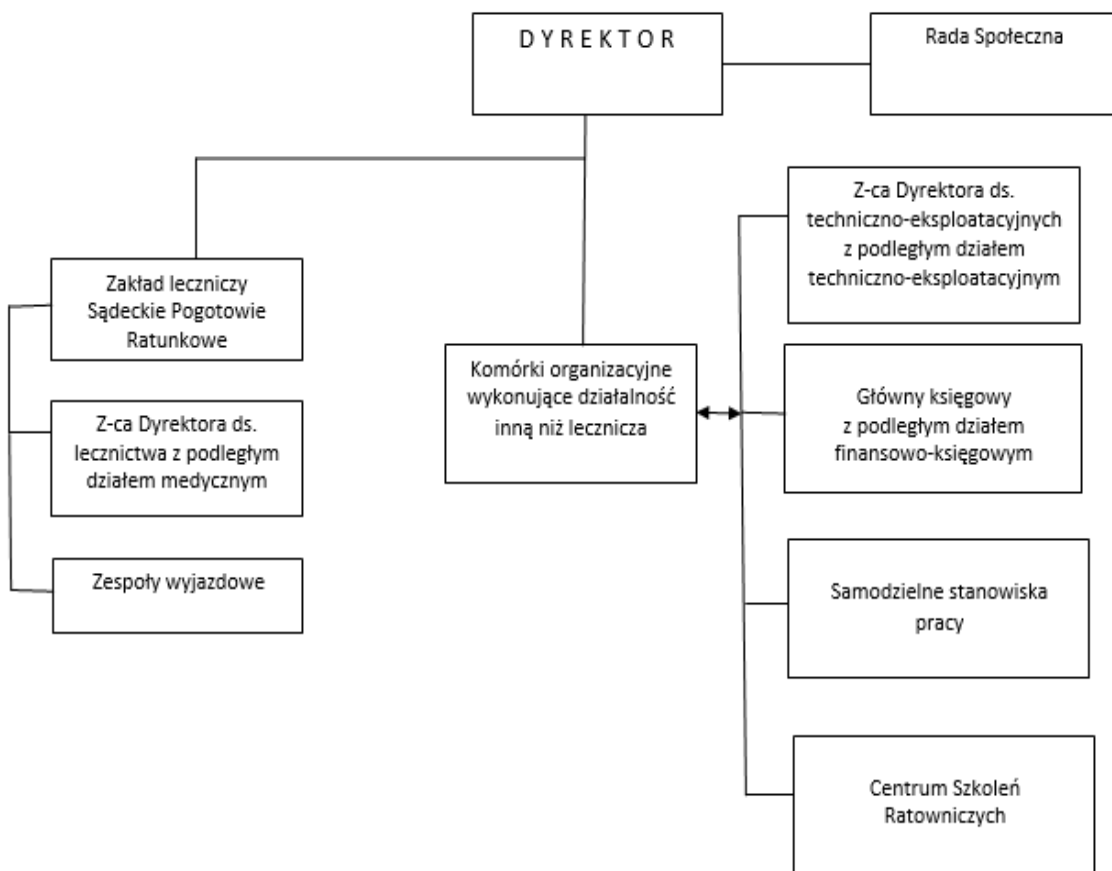 D Y R E K T O R
Rada Społeczna
Z-ca Dyrektora ds.
techniczno-eksploatacyjnych
z podległym działem
techniczno-eksploatacyjnym
Zakład leczniczy
Sądeckie Pogotowie
Ratunkowe
Komórki organizacyjne
wykonujące działalność
inną niż lecznicza
Główny księgowy
z podległym działem
finansowo-księgowym
Z-ca Dyrektora ds.
lecznictwa z podległym
działem medycznym
Zespoły wyjazdowe
Samodzielne stanowiska
pracy
Centrum Szkoleń
Ratowniczych